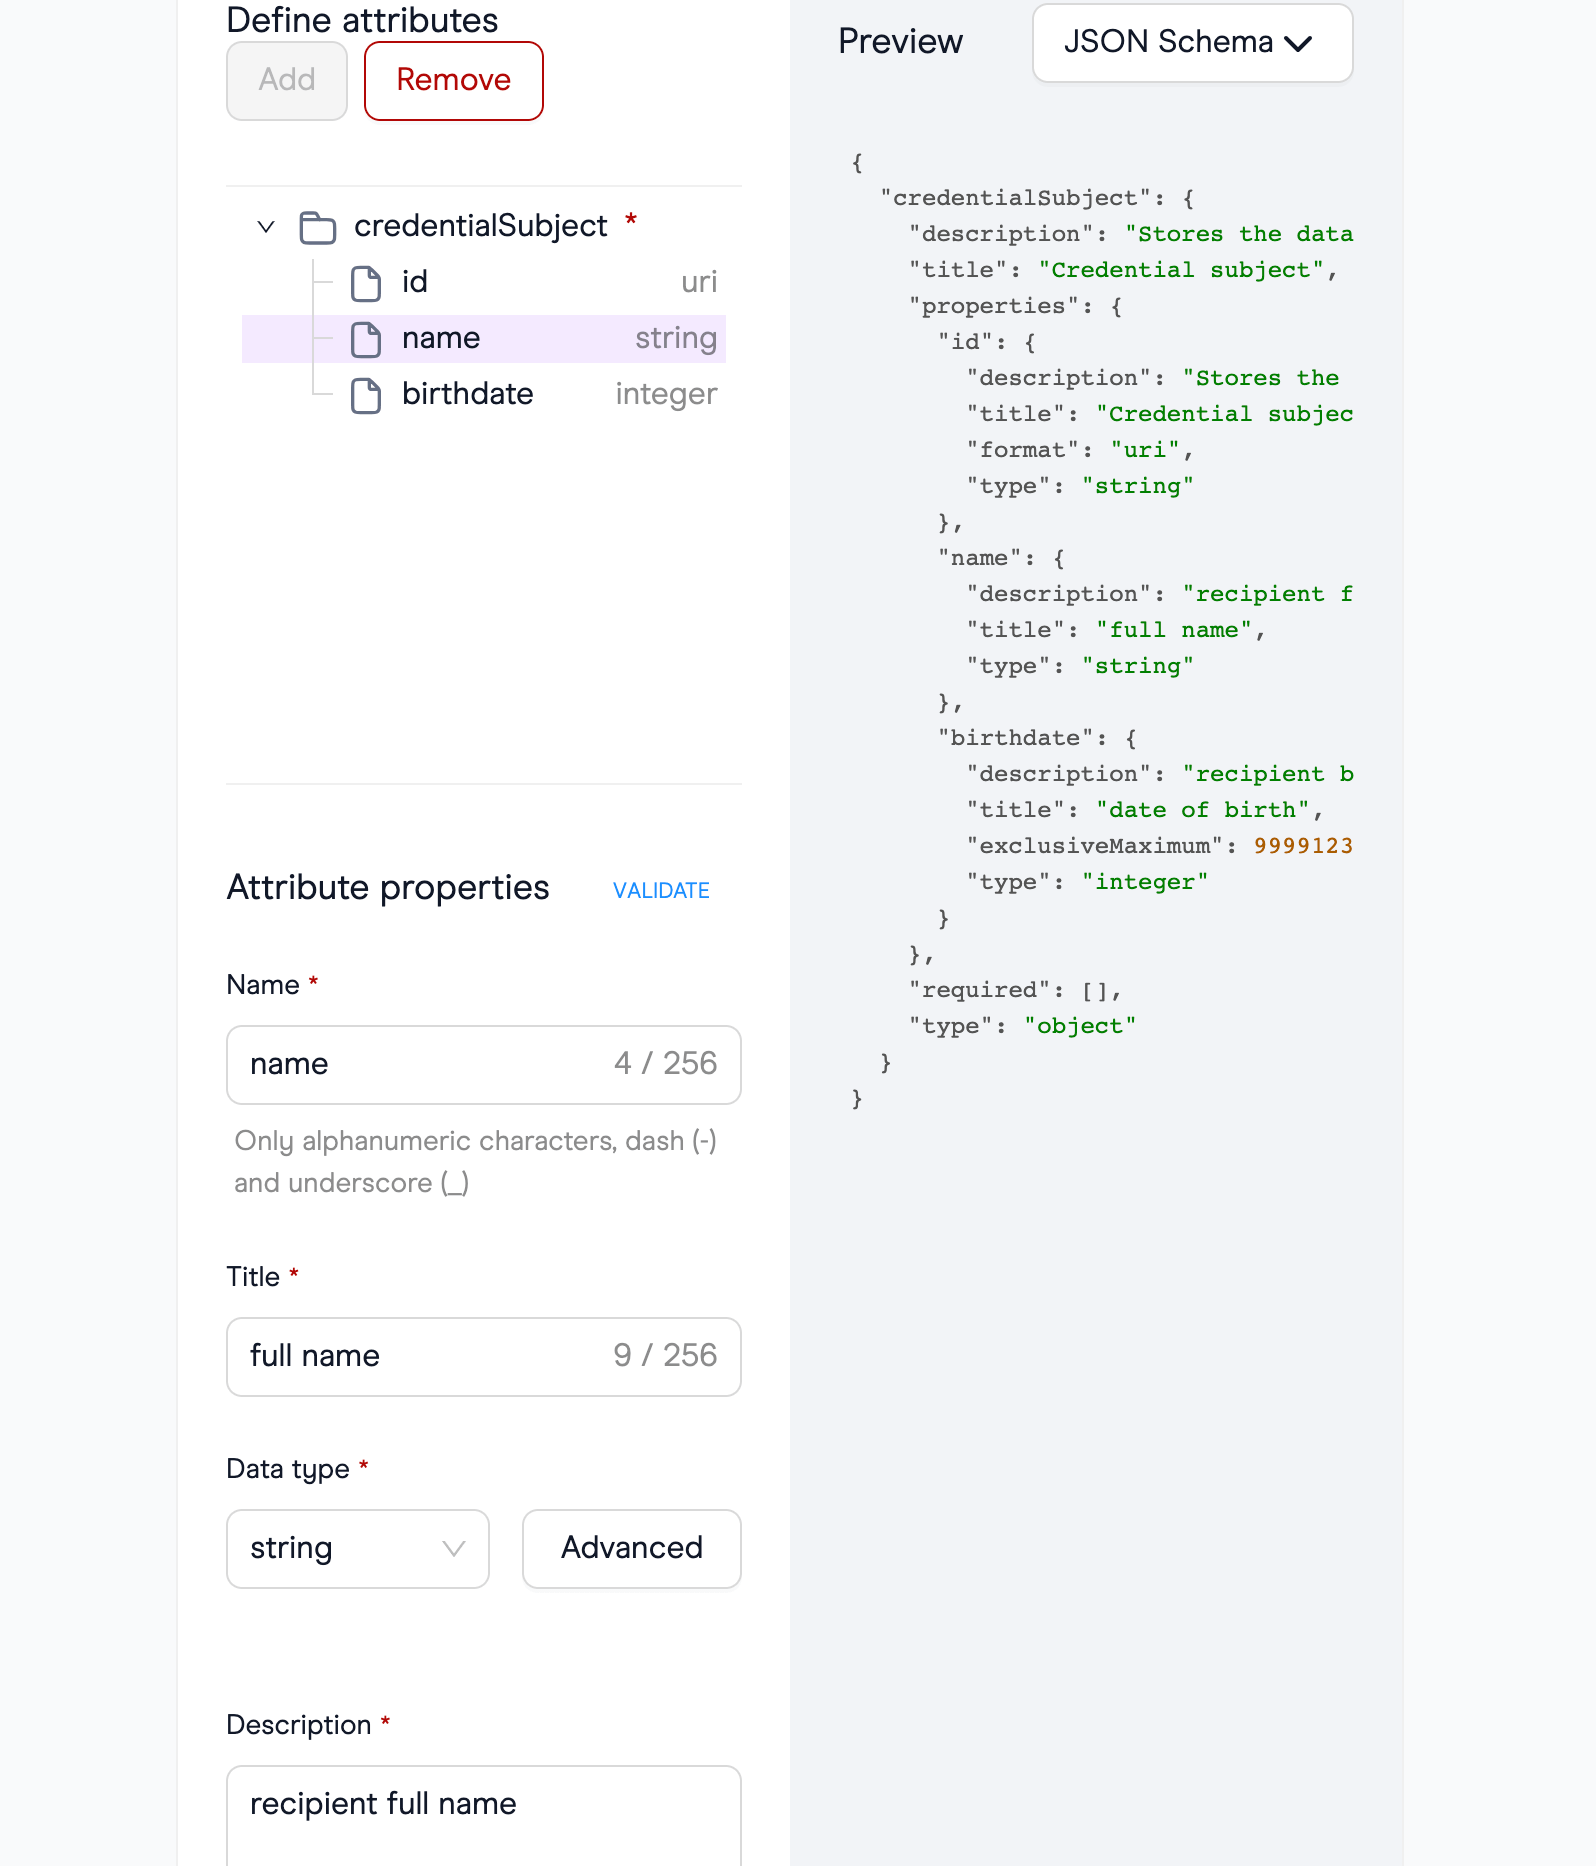 Define attributes
Add
Remove
credentialSubject *
id uri
name string
birthdate integer
Attribute properties VALIDATE
Name *
name 4 / 256
Only alphanumeric characters, dash (-)
and underscore (_)
Title *
full name 9 / 256
Data type *
string
Advanced
Description *
recipient full name
Preview
JSON Schema
{
"credentialSubject": {
"description": "Stores the data
"title": "Credential subject",
"properties": {
"id": {
"description": "Stores the
"title": "Credential subjec
"format": "uri",
"type": "string"
},
"name": {
"description": "recipient f
"title": "full name",
"type": "string"
},
"birthdate": {
"description": "recipient b
"title": "date of birth",
"exclusiveMaximum": 9999123
"type": "integer"
}
},
"required": [],
"type": "object"
}
}